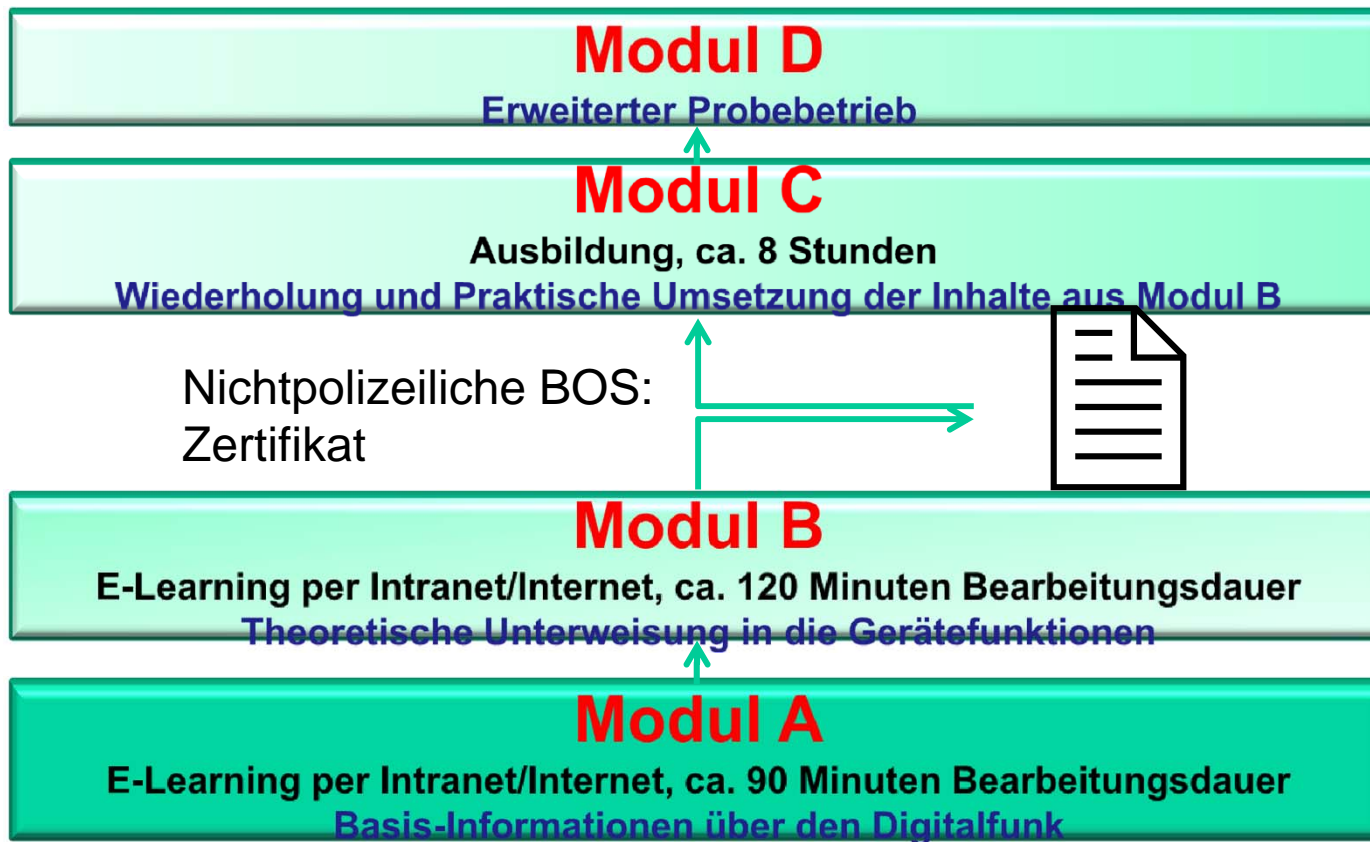 Modul D
Erweiterter Probebetrieb
Modul C
Ausbildung, ca. 8 Stunden
Wiederholung und Praktische Umsetzung der Inhalte aus Modul B
Nichtpolizeiliche BOS:
Zertifikat
Modul B
E-Learning per Intranet/Internet, ca. 120 Minuten Bearbeitungsdauer
Theoretische Unterweisung in die Gerätefunktionen
Modul A
E-Learning per Intranet/Internet, ca. 90 Minuten Bearbeitungsdauer
Basis-Informationen über den Digitalfunk